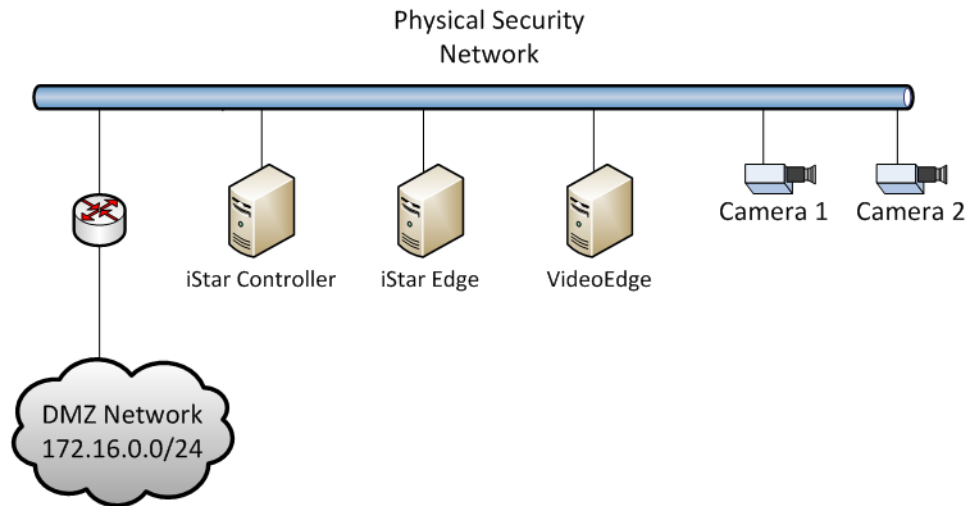 Physical Security
Network
iStar Controller
iStar Edge
VideoEdge
Camera 1
Camera 2
DMZ Network
172.16.0.0/24